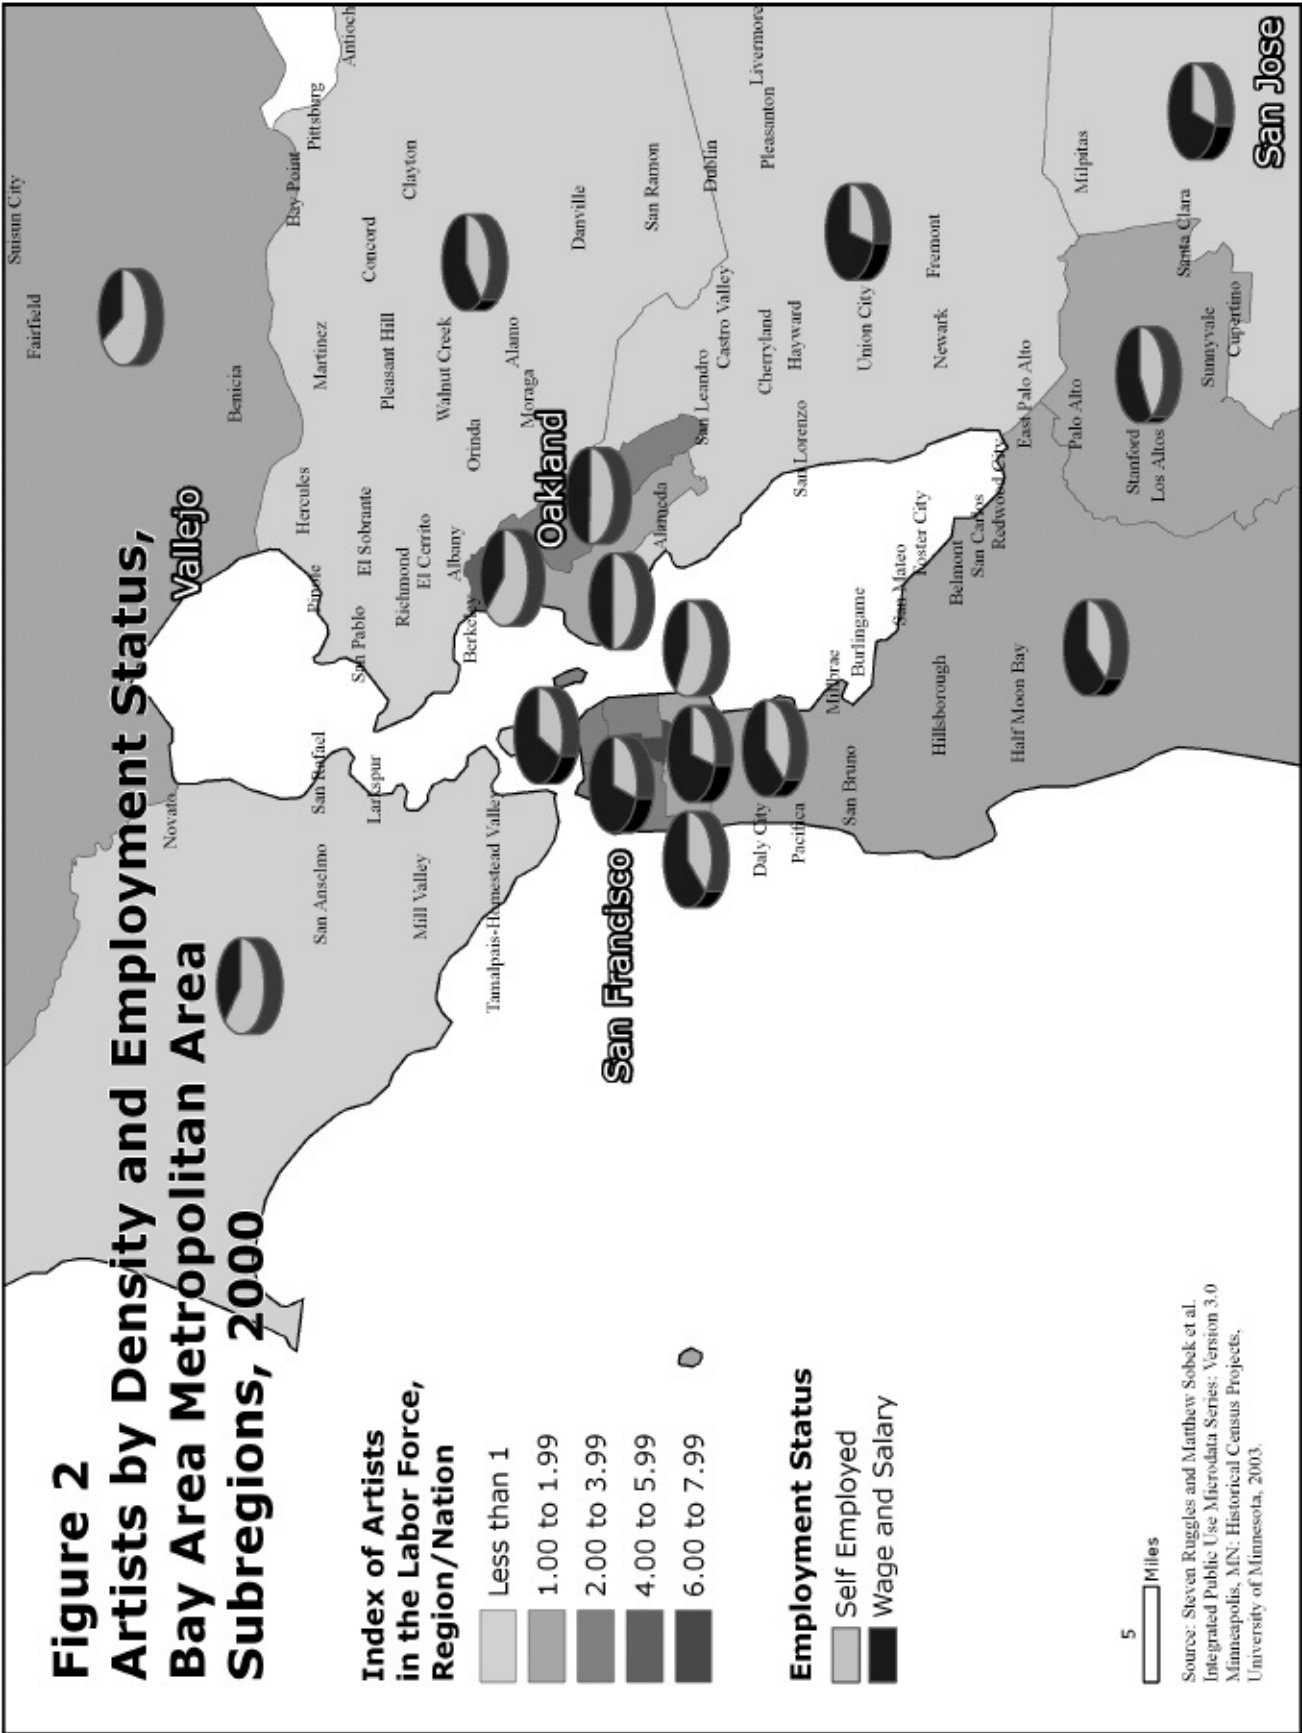 Figure 2
Artists by Density and Employment Status,
Bay Area Metropolitan Area
Subregions, 2000
Index of Artists
in the Labor Force,
Region/Nation
Less than 1
1.00 to 1.99
2.00 to 3.99
4.00 to 5.99
6.00 to 7.99
Employment Status
Self Employed
Wage and Salary
5
Miles
Source: Steven Ruggles and Matthew Sobek et al.
Integrated Public Use Microdata Series: Version 3.0
Minneapolis, MN: Historical Census Projects,
University of Minnesota, 2003.
Suisun City
Fairfield
Vallejo
Benicia
Novato
Antioch
Pittsburg
Bay Point
Martinez
Hercules
Pinole
San Rafael
San Anselmo
Larkspur
Mill Valley
Tamalpais-Homestead Valley
Clayton
Concord
Pleasant Hill
El Sobrante
San Pablo
Richmond
El Cerrito
Walnut Creek
Albany
Berkeley
Orinda
Alamo
Moraga
Danville
San Ramon
Oakland
Alameda
San Francisco
Dublin
Livermore
Pleasanton
Castro Valley
San Leandro
Cherryland
Hayward
San Lorenzo
Union City
Fremont
Newark
Daly City
Pacifica
Millbrae
San Bruno
Burlingame
San Mateo
Foster City
Hillsborough
Belmont
San Carlos
Redwood City
Half Moon Bay
East Palo Alto
Palo Alto
Stanford
Los Altos
Milpitas
Santa Clara
Sunnyvale
Cupertino
San Jose